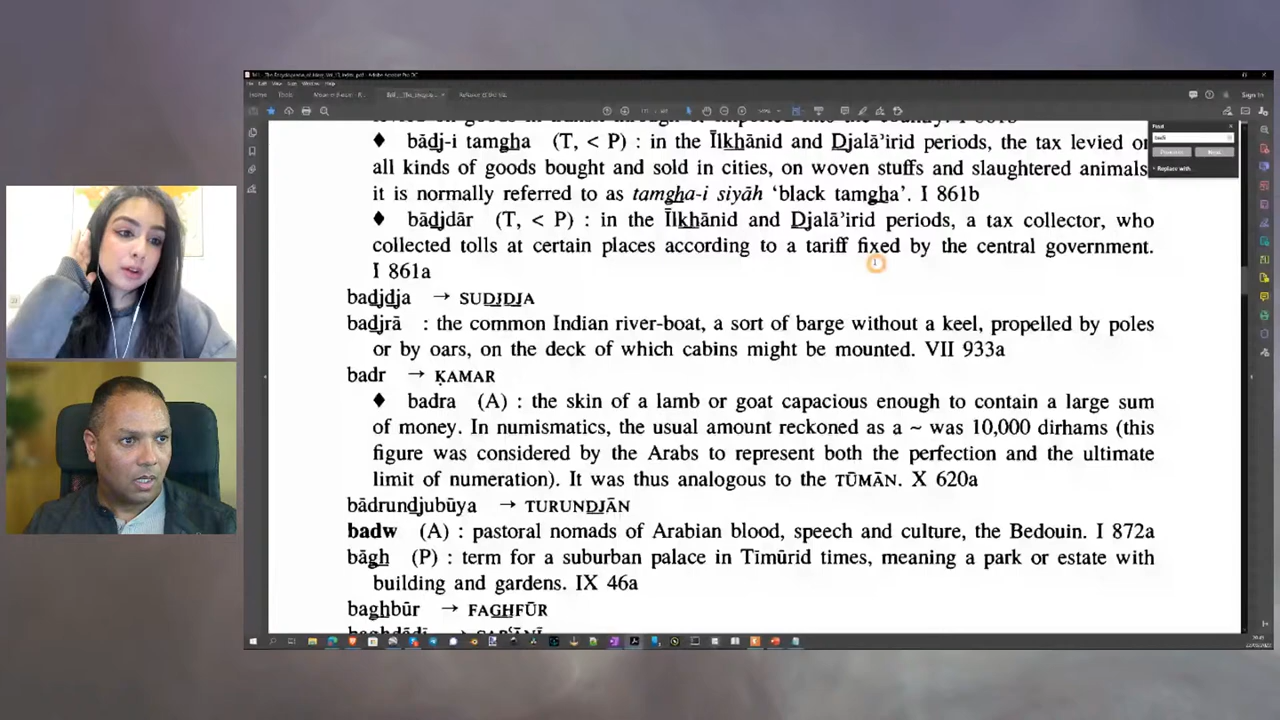 Home Tools
Sign In
♦ bādj-i tamgha (T, < P) : in the Īlkhānid and Djalā’irid periods, the tax levied on
all kinds of goods bought and sold in cities, on woven stuffs and slaughtered animals;
it is normally referred to as tamgha-i siyāh ‘black tamgha’. I 861b
♦ bādjdār (T, < P) : in the Īlkhānid and Djalā’irid periods, a tax collector, who
collected tolls at certain places according to a tariff fixed by the central government.
I 861a
badjdja → SUDJDJA
badjrā : the common Indian river-boat, a sort of barge without a keel, propelled by poles
or by oars, on the deck of which cabins might be mounted. VII 933a
badr → ḲAMAR
♦ badra (A) : the skin of a lamb or goat capacious enough to contain a large sum
of money. In numismatics, the usual amount reckoned as a ~ was 10,000 dirhams (this
figure was considered by the Arabs to represent both the perfection and the ultimate
limit of numeration). It was thus analogous to the TŪMĀN. X 620a
bādrundjubūya → TURUNDJĀN
badw (A) : pastoral nomads of Arabian blood, speech and culture, the Bedouin. I 872a
bāgh (P) : term for a suburban palace in Tīmūrid times, meaning a park or estate with
building and gardens. IX 46a
baghbūr → FAGHFŪR
Find
Replace with...